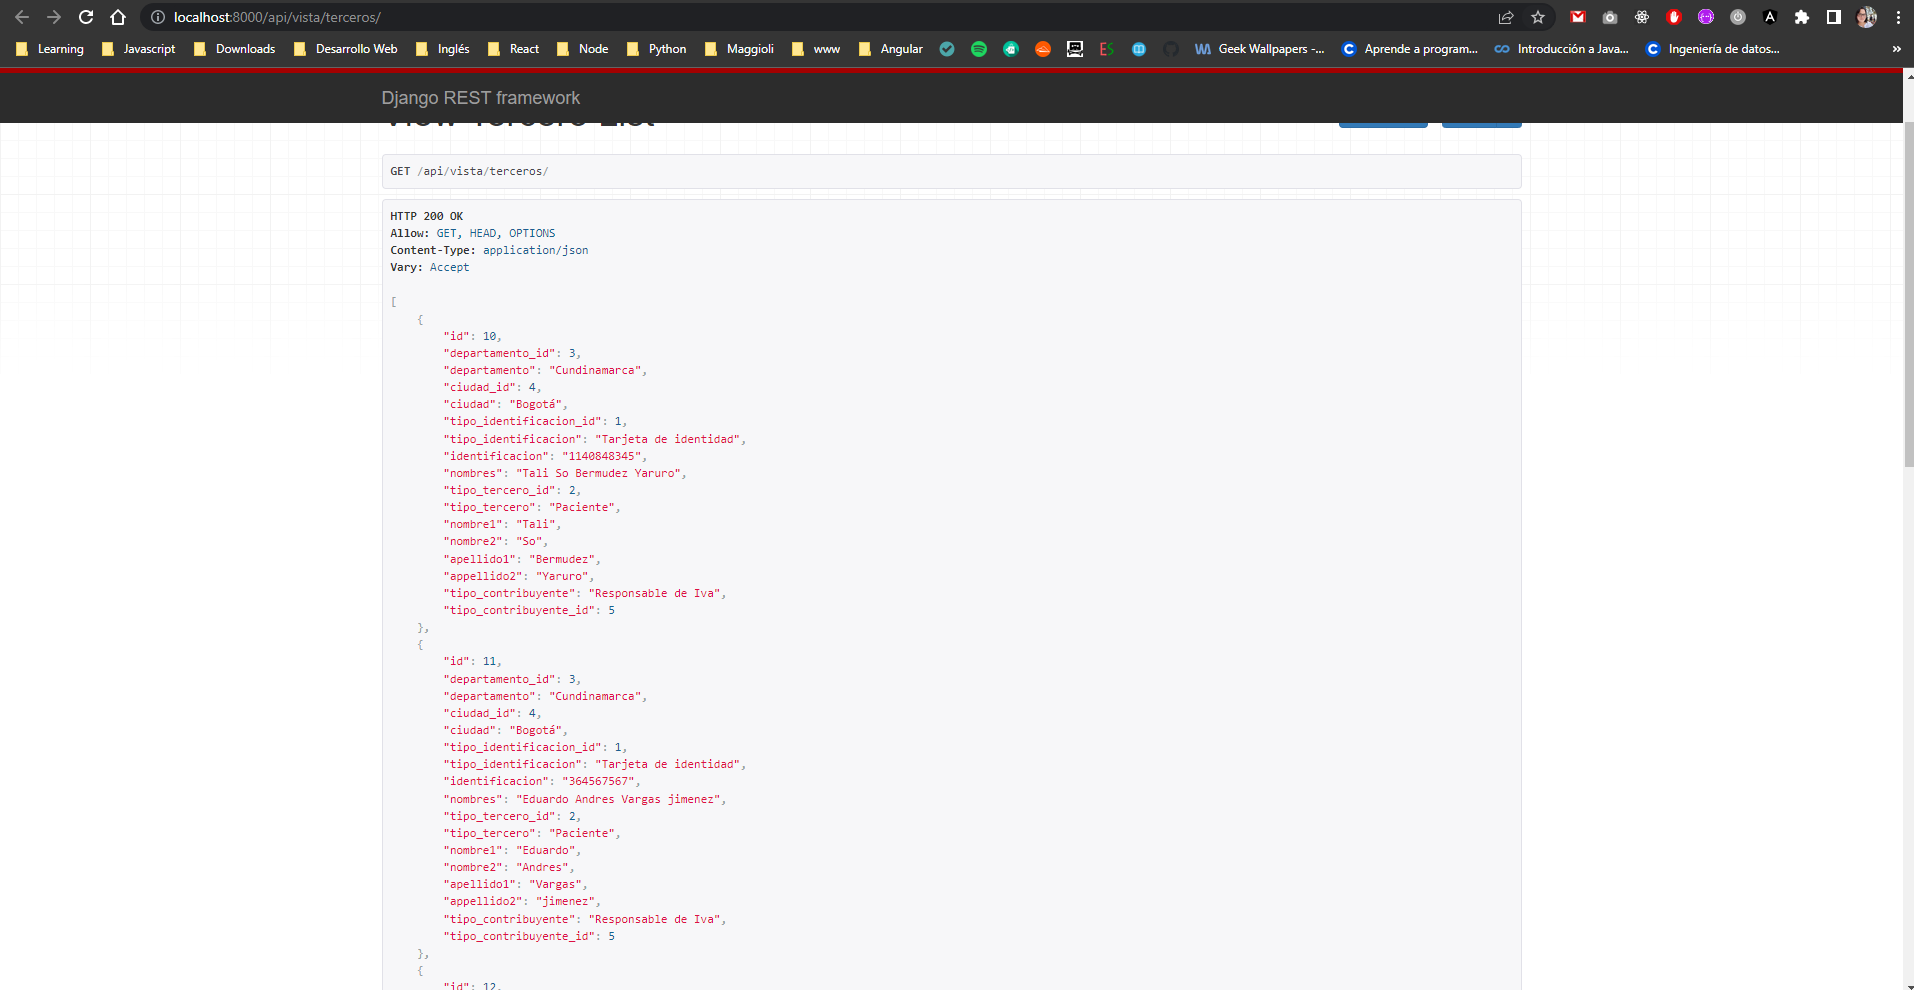 localhost:8000/api/vista/terceros/
Learning Javascript Downloads Desarrollo Web Inglés React Node Python Maggioli www Angular ES Geek Wallpapers -... Aprende a program... Introducción a Java... Ingeniería de datos... »
Django REST framework
View Tercero List
GET /api/vista/terceros/
HTTP 200 OK
Allow: GET, HEAD, OPTIONS
Content-Type: application/json
Vary: Accept
[
{
"id": 10,
"departamento_id": 3,
"departamento": "Cundinamarca",
"ciudad_id": 4,
"ciudad": "Bogotá",
"tipo_identificacion_id": 1,
"tipo_identificacion": "Tarjeta de identidad",
"identificacion": "1140848345",
"nombres": "Tali So Bermudez Yaruro",
"tipo_tercero_id": 2,
"tipo_tercero": "Paciente",
"nombre1": "Tali",
"nombre2": "So",
"apellido1": "Bermudez",
"appellido2": "Yaruro",
"tipo_contribuyente": "Responsable de Iva",
"tipo_contribuyente_id": 5
},
{
"id": 11,
"departamento_id": 3,
"departamento": "Cundinamarca",
"ciudad_id": 4,
"ciudad": "Bogotá",
"tipo_identificacion_id": 1,
"tipo_identificacion": "Tarjeta de identidad",
"identificacion": "364567567",
"nombres": "Eduardo Andres Vargas jimenez",
"tipo_tercero_id": 2,
"tipo_tercero": "Paciente",
"nombre1": "Eduardo",
"nombre2": "Andres",
"apellido1": "Vargas",
"appellido2": "jimenez",
"tipo_contribuyente": "Responsable de Iva",
"tipo_contribuyente_id": 5
},
{
"id": 12,